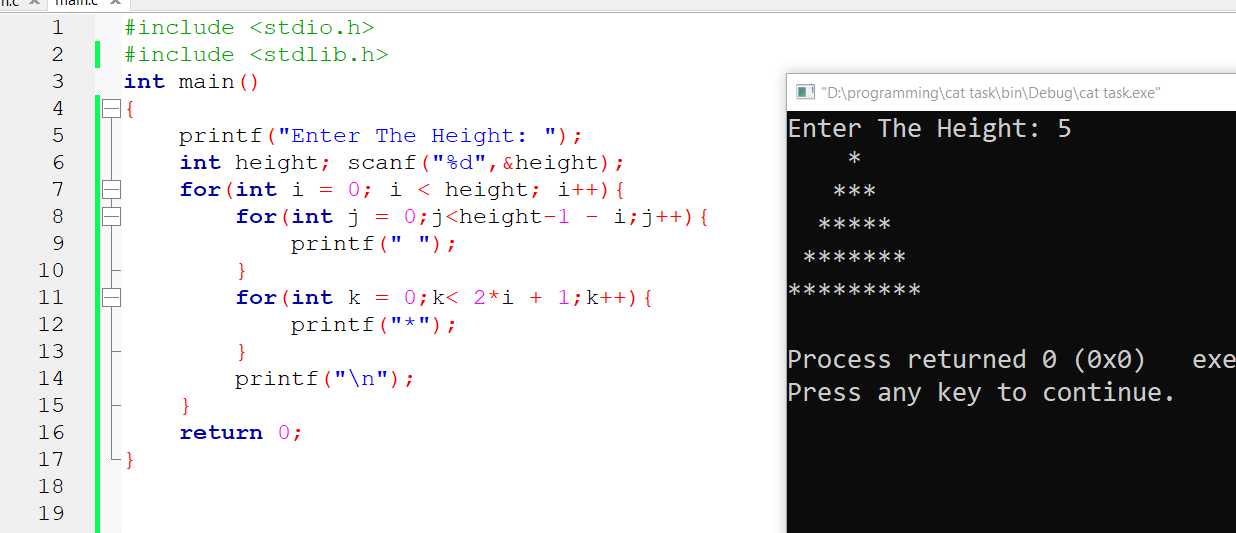 main.c
1 #include <stdio.h>
2 #include <stdlib.h>
3 int main()
4 {
5     printf("Enter The Height: ");
6     int height; scanf("%d",&height);
7     for(int i = 0; i < height; i++){
8         for(int j = 0;j<height-1 - i;j++){
9             printf(" ");
10         }
11         for(int k = 0;k< 2*i + 1;k++){
12             printf("*");
13         }
14         printf("\n");
15     }
16     return 0;
17 }
18
19
"D:\programming\cat task\bin\Debug\cat task.exe"
Enter The Height: 5
    *
   ***
  *****
 *******
*********
Process returned 0 (0x0)   exe
Press any key to continue.